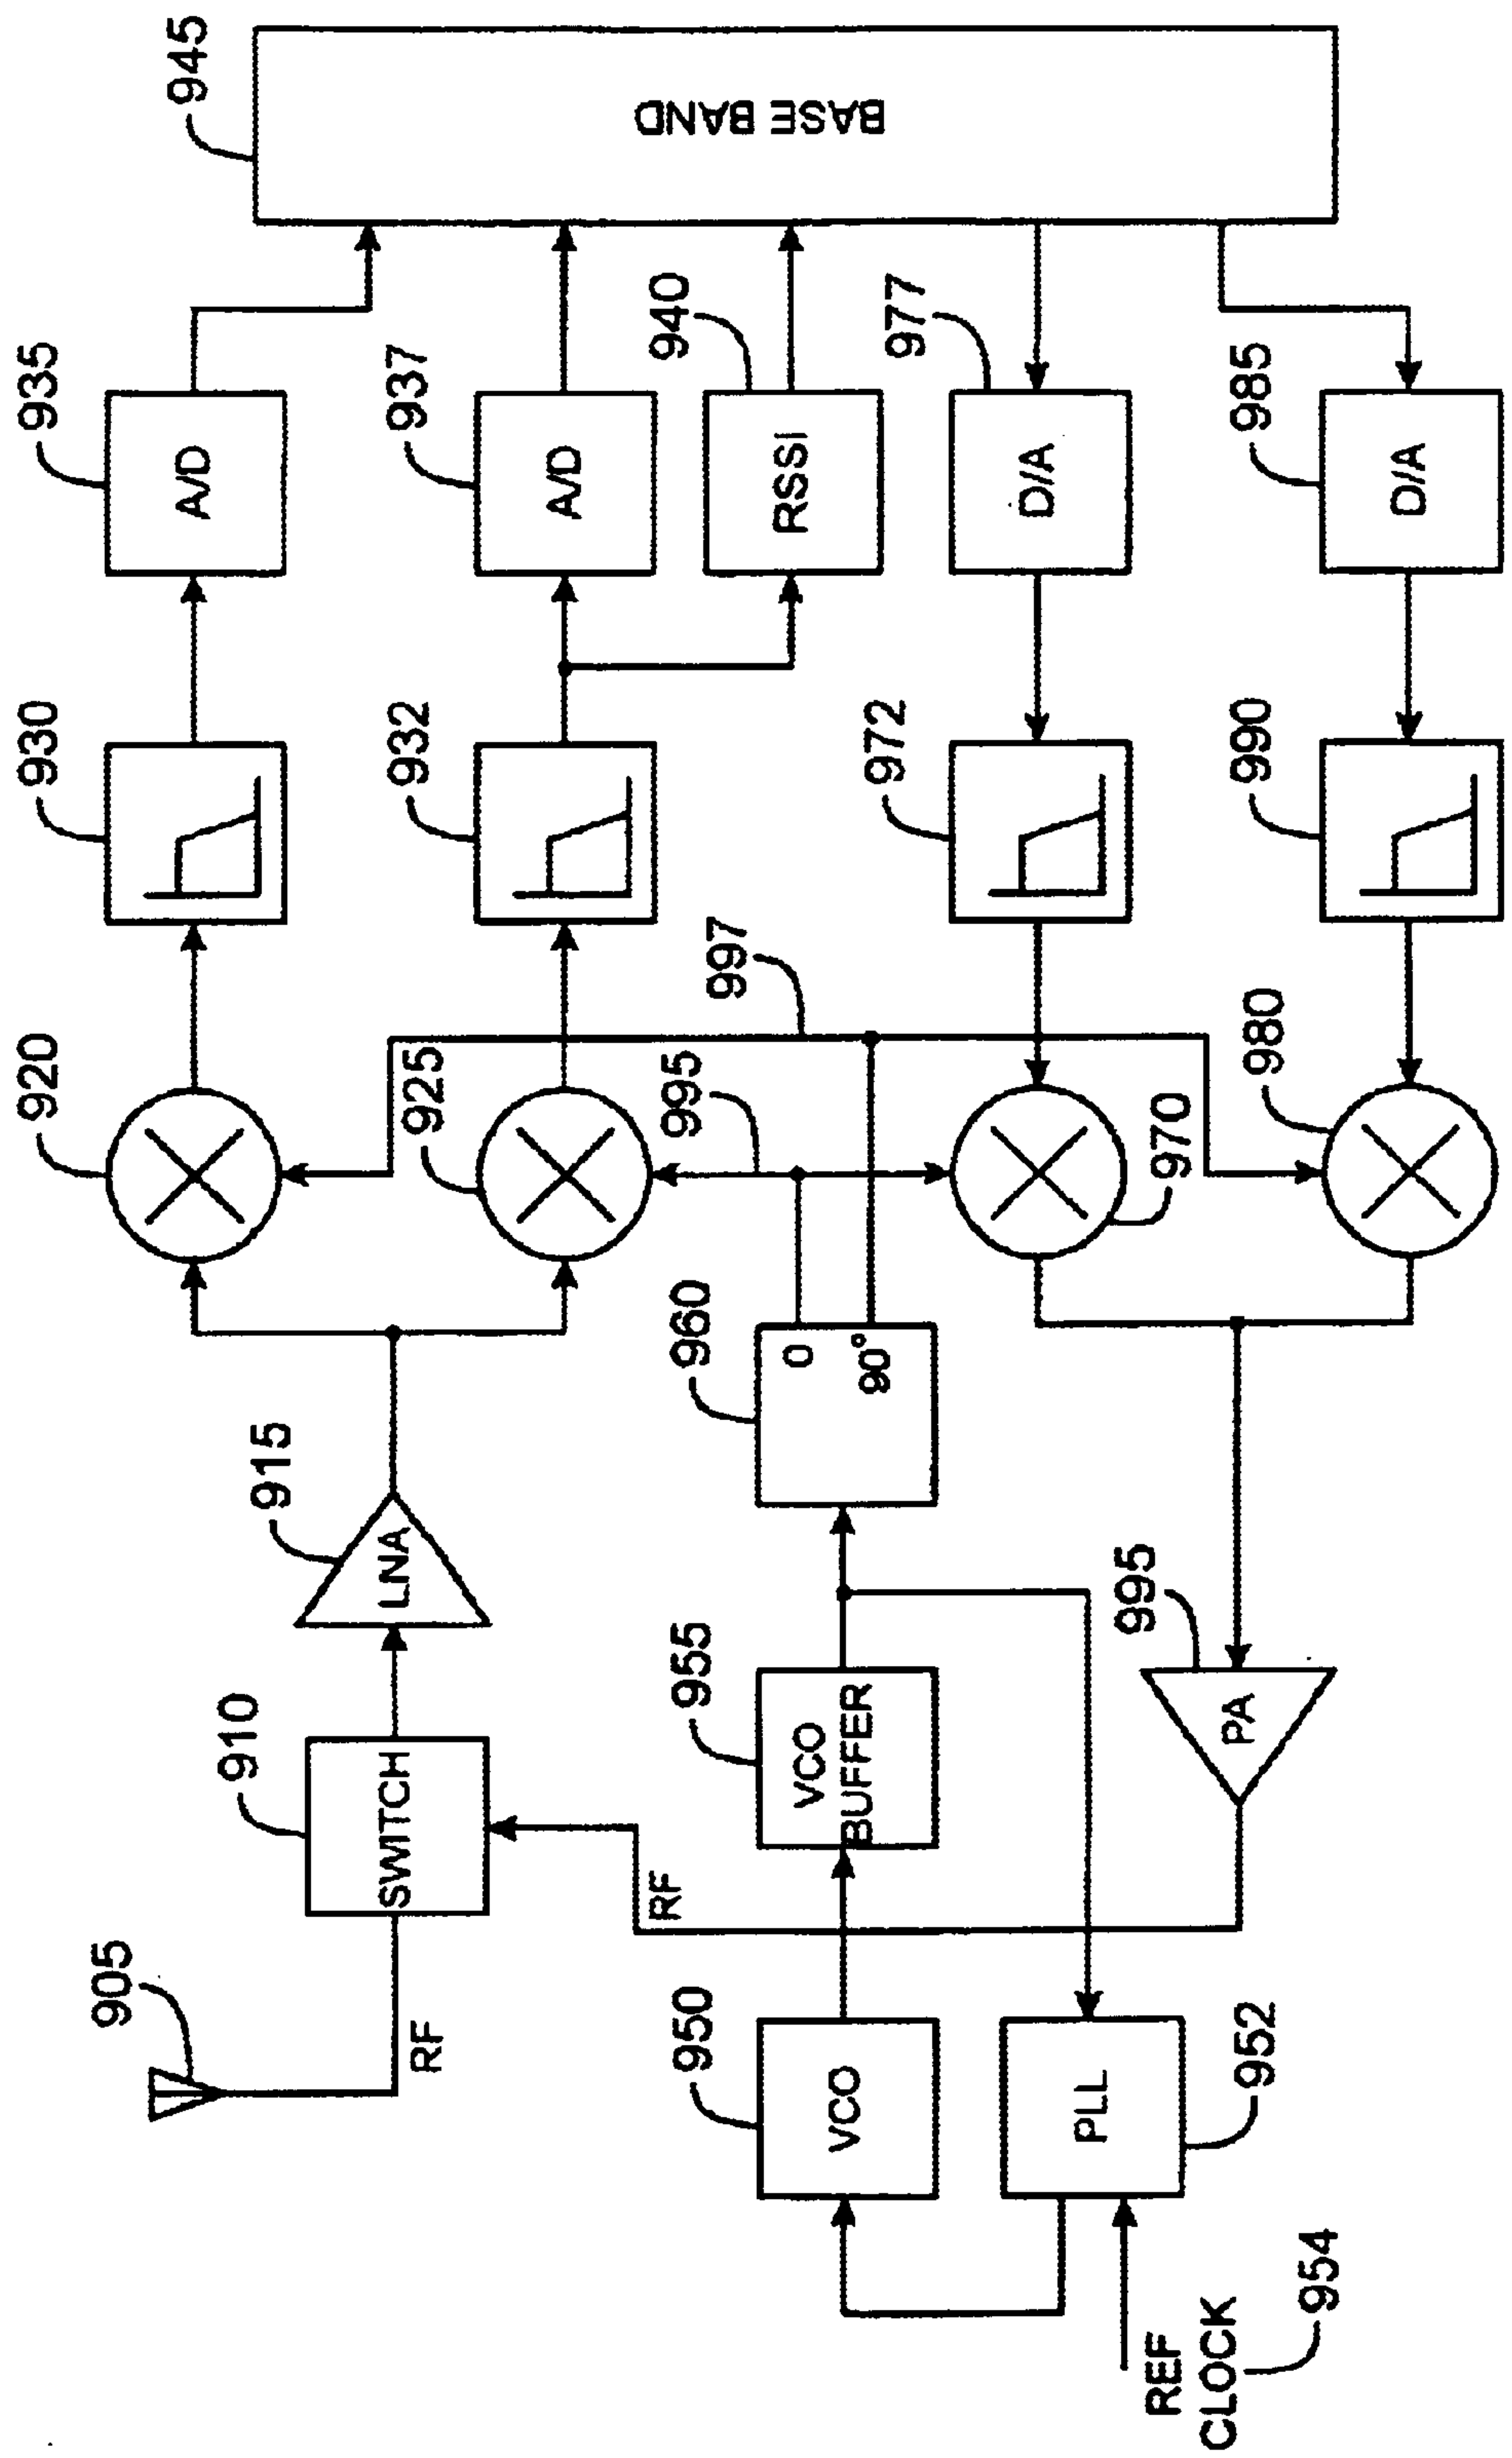 905
RF
910
SWITCH
915
LNA
920
930
935
A/D
945
BASE BAND
925
932
937
A/D
940
RSSI
950
VCO
RF
955
VCO
BUFFER
960
0
90°
995
997
972
977
D/A
970
REF
CLOCK
954
PLL
952
995
PA
980
990
985
D/A